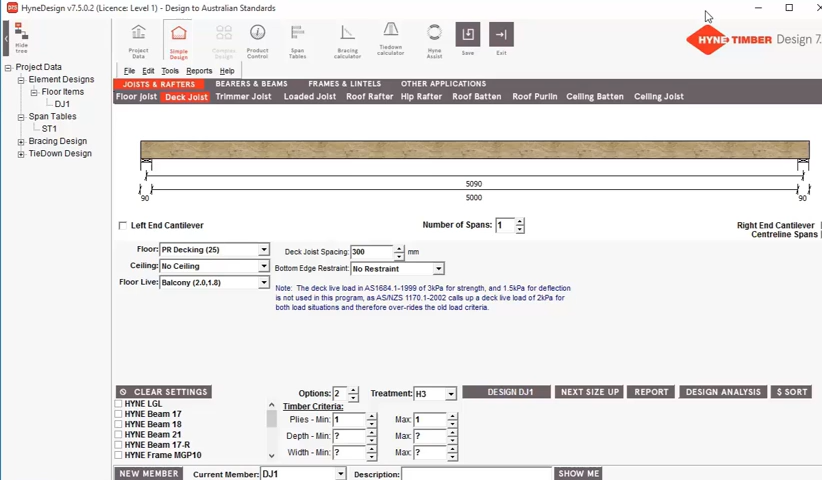 HyneDesign v7.5.0.2 (Licence: Level 1) - Design to Australian Standards
Hide tree
Project Data
Simple Design
Complex Design
Product Control
Span Tables
Bracing calculator
Tiedown calculator
Hyne Assist
Save
Exit
HYNE TIMBER Design 7.
File Edit Tools Reports Help
Project Data
Element Designs
Floor Items
DJ1
Span Tables
ST1
Bracing Design
TieDown Design
JOISTS & RAFTERS BEARERS & BEAMS FRAMES & LINTELS OTHER APPLICATIONS
Floor Joist Deck Joist Trimmer Joist Loaded Joist Roof Rafter Hip Rafter Roof Batten Roof Purlin Ceiling Batten Ceiling Joist
5090
90 5000 90
Left End Cantilever
Number of Spans: 1
Right End Cantilever
Centreline Spans
Floor: PR Decking (25)
Deck Joist Spacing: 300 mm
Ceiling: No Ceiling
Bottom Edge Restraint: No Restraint
Floor Live: Balcony (2.0,1.8)
Note: The deck live load in AS1684.1-1999 of 3kPa for strength, and 1.5kPa for deflection
is not used in this program, as AS/NZS 1170.1-2002 calls up a deck live load of 2kPa for
both load situations and therefore over-rides the old load criteria.
CLEAR SETTINGS
Options: 2
Treatment: H3
DESIGN DJ1
NEXT SIZE UP
REPORT
DESIGN ANALYSIS
$ SORT
HYNE LGL
HYNE Beam 17
HYNE Beam 18
HYNE Beam 21
HYNE Beam 17-R
HYNE Frame MGP10
Timber Criteria:
Plies - Min: 1 Max: 1
Depth - Min: ? Max: ?
Width - Min: ? Max: ?
NEW MEMBER
Current Member: DJ1
Description:
SHOW ME